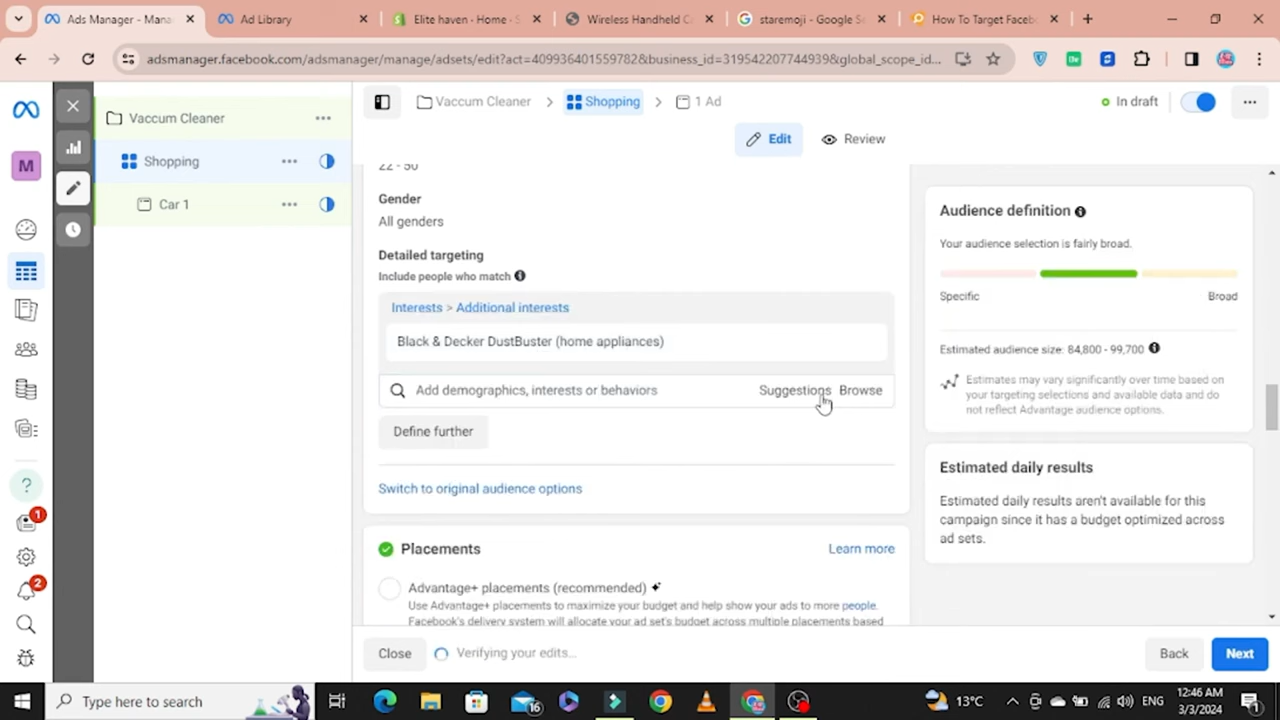 Ads Manager - Mana
Ad Library
Elite haven - Home - S
Wireless Handheld C
staremoji - Google S
How To Target Facebo
adsmanager.facebook.com/adsmanager/manage/adsets/edit?act=409936401559782&business_id=319542207744939&global_scope_id...
Vaccum Cleaner
Shopping
1 Ad
In draft
Edit
Review
M
Vaccum Cleaner
Shopping
Car 1
22 - 50
Gender
All genders
Detailed targeting
Include people who match
Interests > Additional interests
Black & Decker DustBuster (home appliances)
Add demographics, interests or behaviors
Suggestions
Browse
Define further
Switch to original audience options
Placements
Learn more
Advantage+ placements (recommended)
Use Advantage+ placements to maximize your budget and help show your ads to more people.
Facebook's delivery system will allocate your ad set's budget across multiple placements based
Audience definition
Your audience selection is fairly broad.
Specific
Broad
Estimated audience size: 84,800 - 99,700
Estimates may vary significantly over time based on
your targeting selections and available data and do
not reflect Advantage audience options.
Estimated daily results
Estimated daily results aren't available for this
campaign since it has a budget optimized across
ad sets.
1
2
Close
Verifying your edits...
Back
Next
Type here to search
16
13°C
ENG
12:46 AM
3/3/2024
1